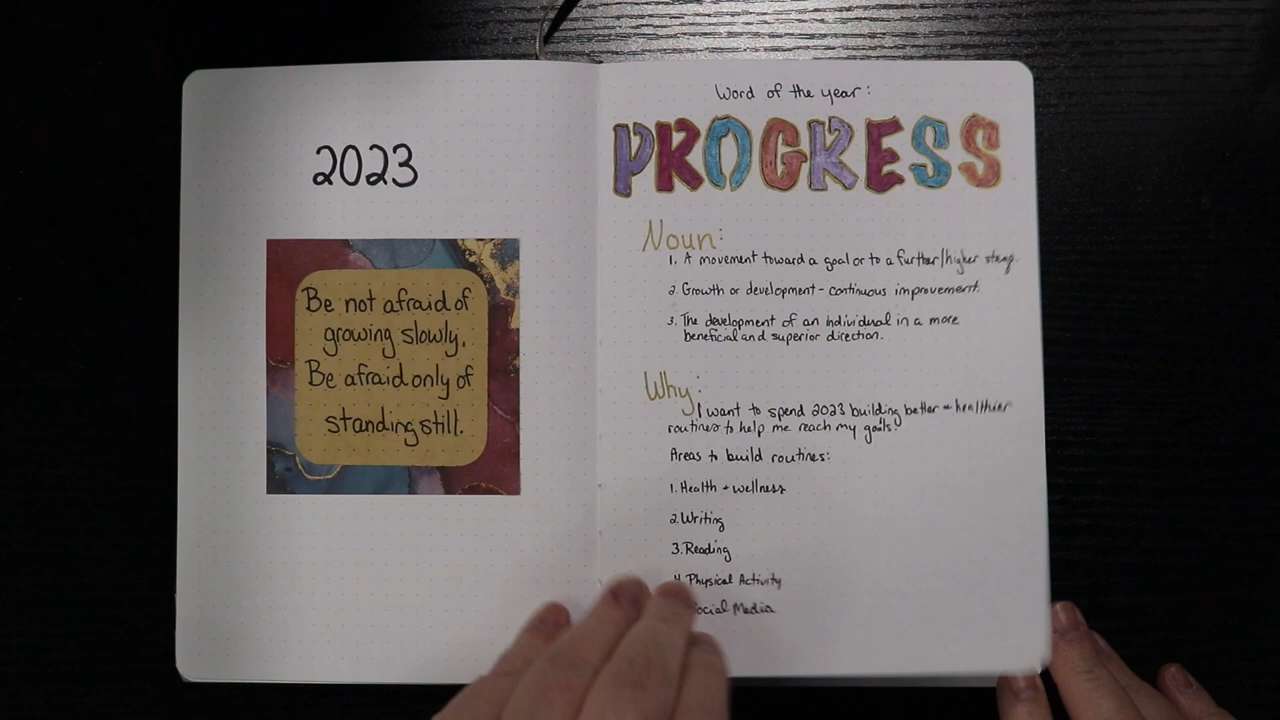 2023
Be not afraid of
growing slowly.
Be afraid only of
standing still.
Word of the year:
PROGRESS
Noun:
1. A movement toward a goal or to a further/higher stage.
2. Growth or development - continuous improvement.
3. The development of an individual in a more
beneficial and superior direction.
Why:
I want to spend 2023 building better + healthier
routines to help me reach my goals.
Areas to build routines:
1. Health + wellness
2. Writing
3. Reading
4. Physical Activity
Social Media